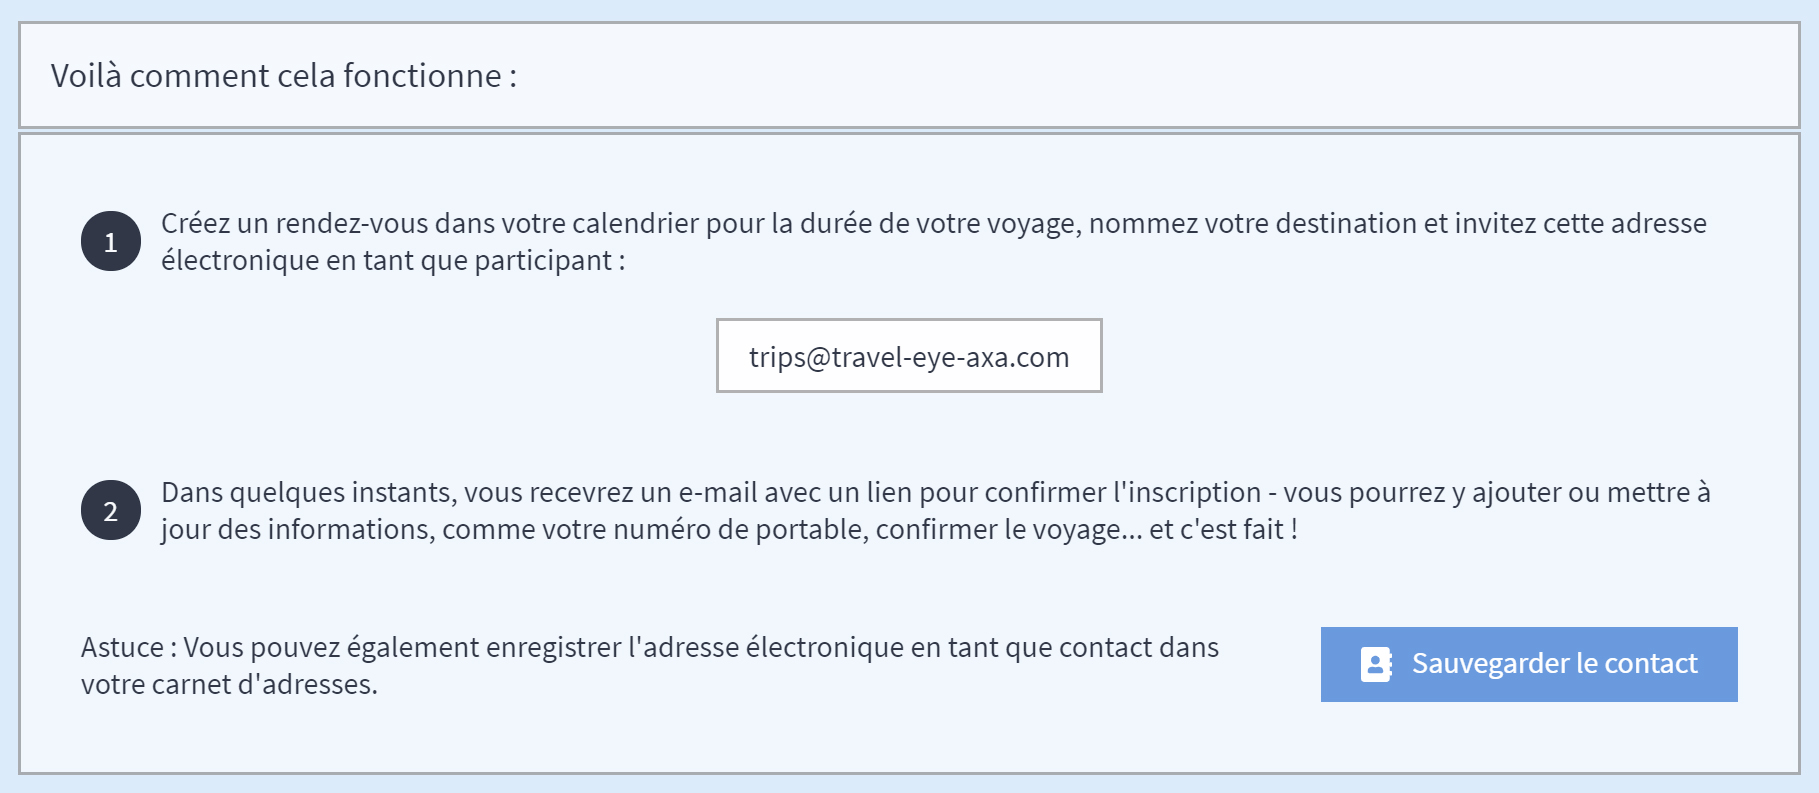 Voilà comment cela fonctionne :
1
Créez un rendez-vous dans votre calendrier pour la durée de votre voyage, nommez votre destination et invitez cette adresse
électronique en tant que participant :
trips@travel-eye-axa.com
2
Dans quelques instants, vous recevrez un e-mail avec un lien pour confirmer l'inscription - vous pourrez y ajouter ou mettre à
jour des informations, comme votre numéro de portable, confirmer le voyage... et c'est fait !
Astuce : Vous pouvez également enregistrer l'adresse électronique en tant que contact dans
votre carnet d'adresses.
Sauvegarder le contact